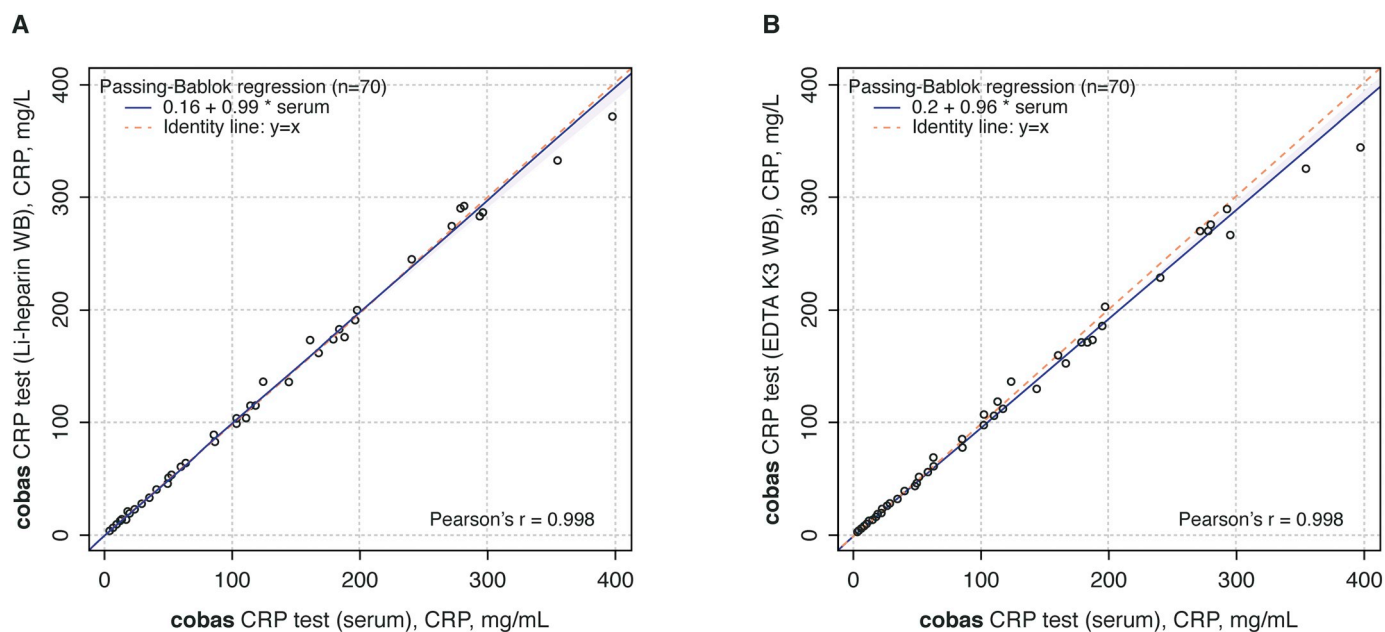 A
cobas CRP test (Li-heparin WB), CRP, mg/L
Passing-Bablok regression (n=70)
0.16 + 0.99 * serum
Identity line: y=x
400
300
200
100
0
Pearson's r = 0.998
0 100 200 300 400
cobas CRP test (serum), CRP, mg/mL
B
cobas CRP test (EDTA K3 WB), CRP, mg/L
Passing-Bablok regression (n=70)
0.2 + 0.96 * serum
Identity line: y=x
400
300
200
100
0
Pearson's r = 0.998
0 100 200 300 400
cobas CRP test (serum), CRP, mg/mL